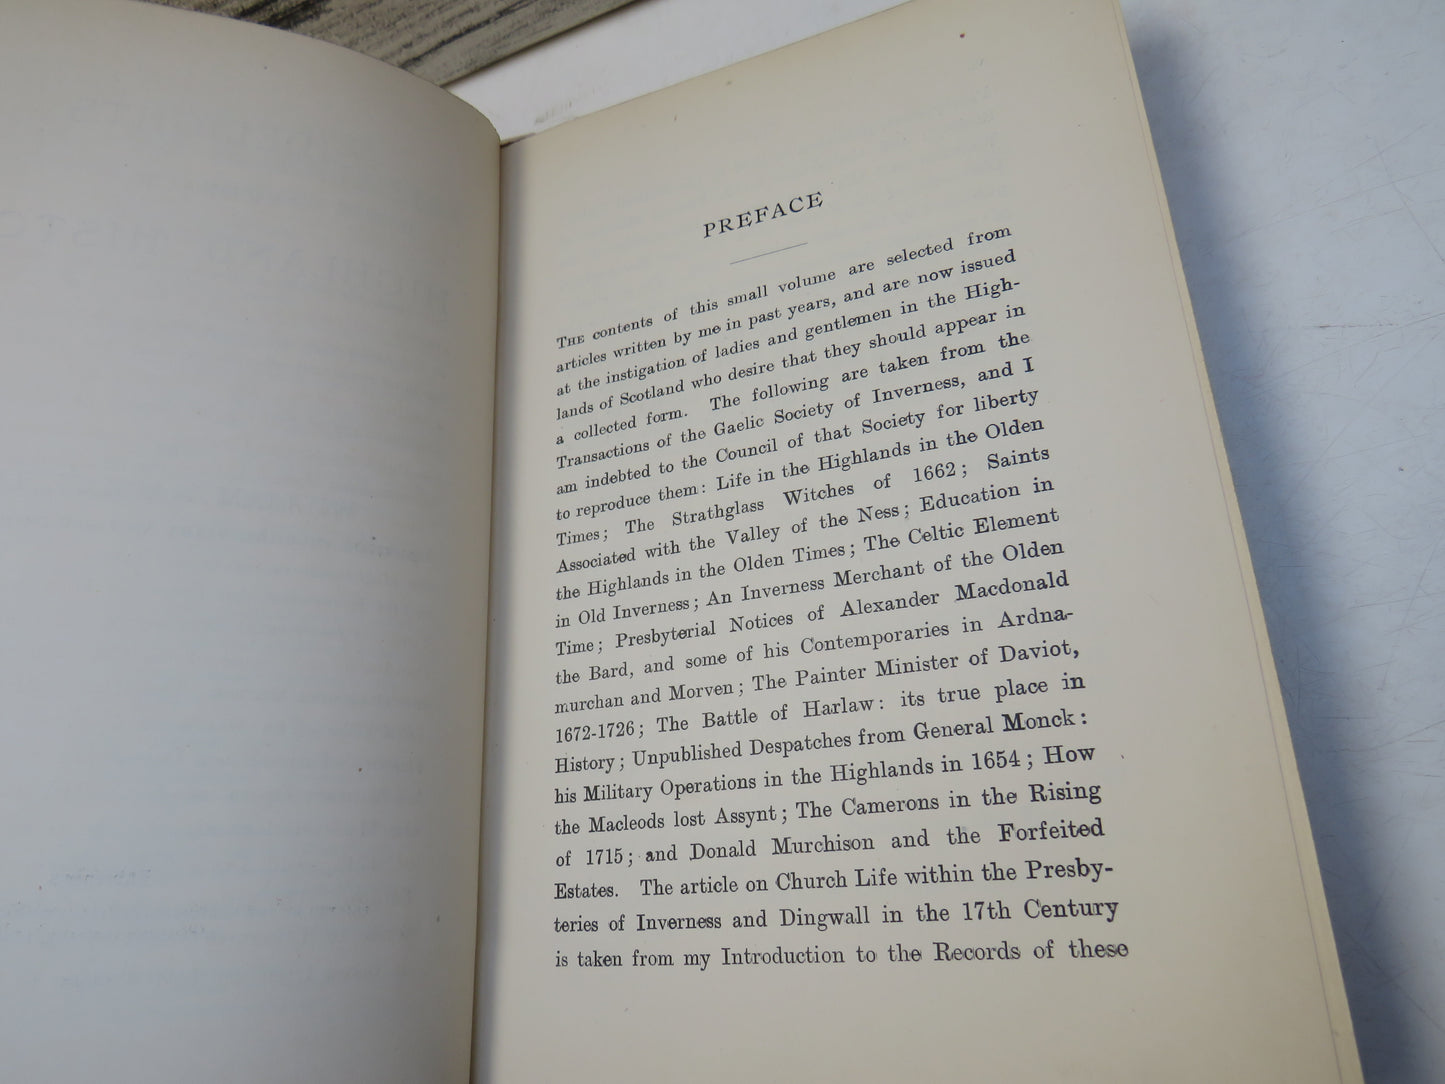 PREFACE
THE contents of this small volume are selected from
articles written by me in past years, and are now issued
at the instigation of ladies and gentlemen in the High-
lands of Scotland who desire that they should appear in
a collected form. The following are taken from the
Transactions of the Gaelic Society of Inverness, and I
am indebted to the Council of that Society for liberty
to reproduce them: Life in the Highlands in the Olden
Times; The Strathglass Witches of 1662; Saints
Associated with the Valley of the Ness; Education in
the Highlands in the Olden Times; The Celtic Element
in Old Inverness; An Inverness Merchant of the Olden
Time; Presbyterial Notices of Alexander Macdonald
the Bard, and some of his Contemporaries in Ardna-
murchan and Morven; The Painter Minister of Daviot,
1672-1726; The Battle of Harlaw: its true place in
History; Unpublished Despatches from General Monck:
his Military Operations in the Highlands in 1654; How
the Macleods lost Assynt; The Camerons in the Rising
of 1715; and Donald Murchison and the Forfeited
Estates. The article on Church Life within the Presby-
teries of Inverness and Dingwall in the 17th Century
is taken from my Introduction to the Records of these